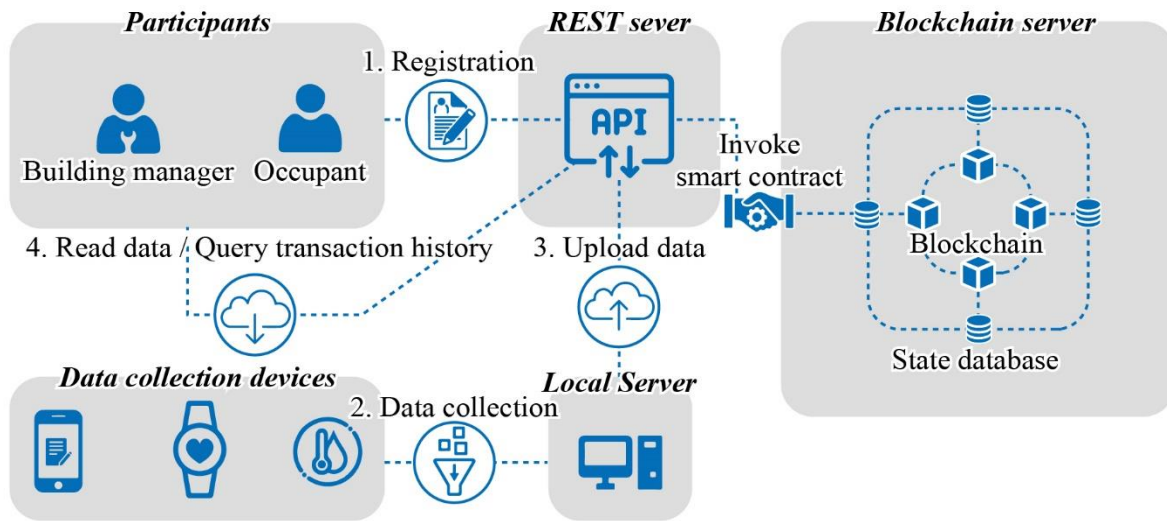 Participants
REST sever
Blockchain server
1. Registration
API
Building manager
Occupant
Invoke
smart contract
Blockchain
State database
4. Read data / Query transaction history
3. Upload data
Data collection devices
2. Data collection
Local Server